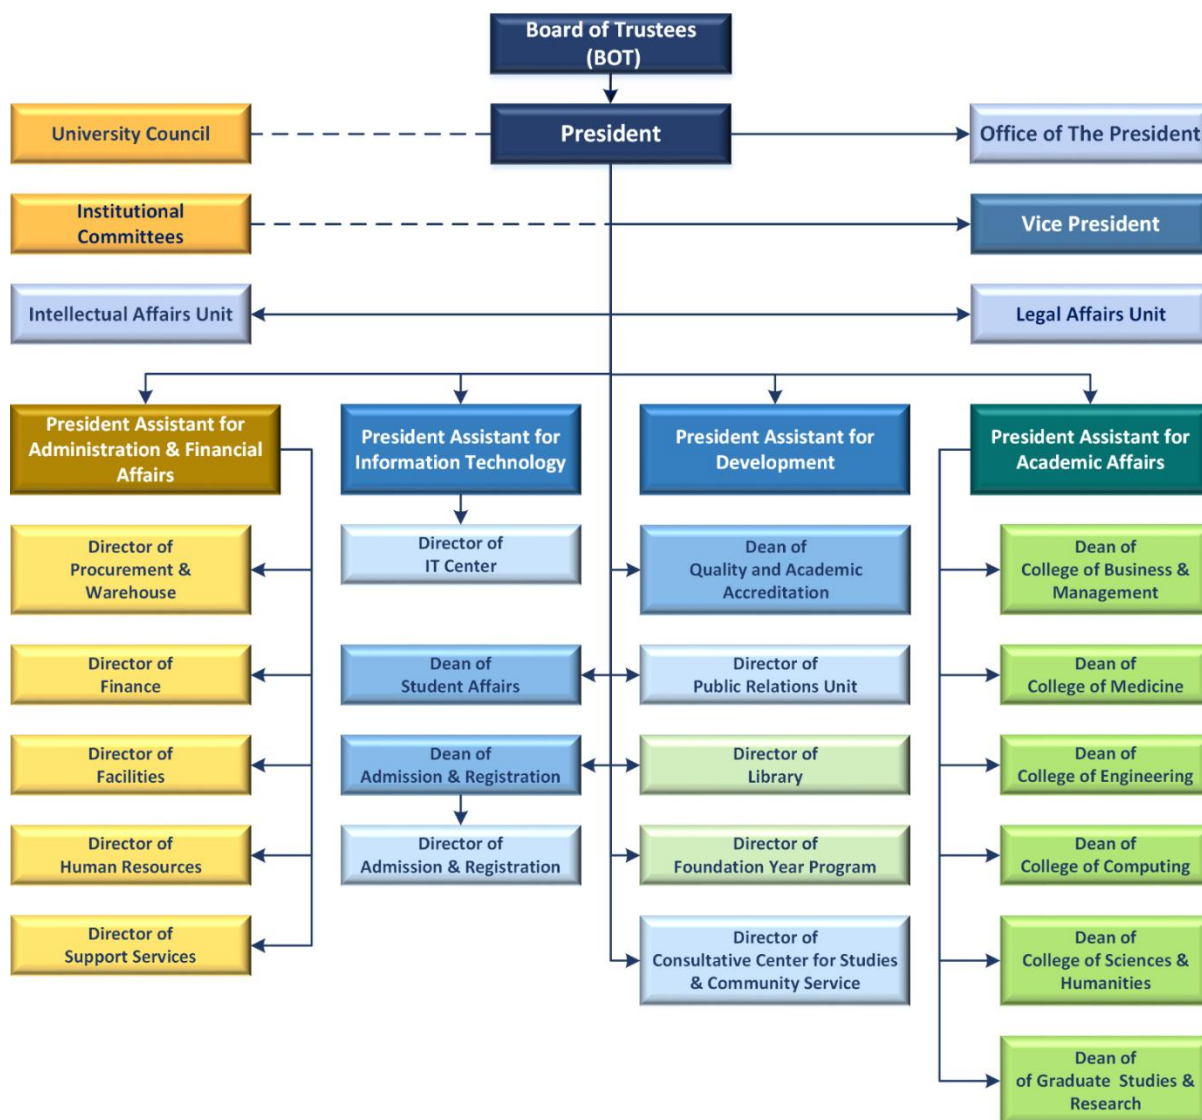 Board of Trustees
(BOT)
University Council
President
Office of The President
Institutional
Committees
Vice President
Intellectual Affairs Unit
Legal Affairs Unit
President Assistant for
Administration & Financial
Affairs
President Assistant for
Information Technology
President Assistant for
Development
President Assistant for
Academic Affairs
Director of
Procurement &
Warehouse
Director of
IT Center
Dean of
Quality and Academic
Accreditation
Dean of
College of Business &
Management
Director of
Finance
Dean of
Student Affairs
Director of
Public Relations Unit
Dean of
College of Medicine
Director of
Facilities
Dean of
Admission & Registration
Director of
Library
Dean of
College of Engineering
Director of
Human Resources
Director of
Admission & Registration
Director of
Foundation Year Program
Dean of
College of Computing
Director of
Support Services
Director of
Consultative Center for Studies
& Community Service
Dean of
College of Sciences &
Humanities
Dean of
of Graduate Studies &
Research